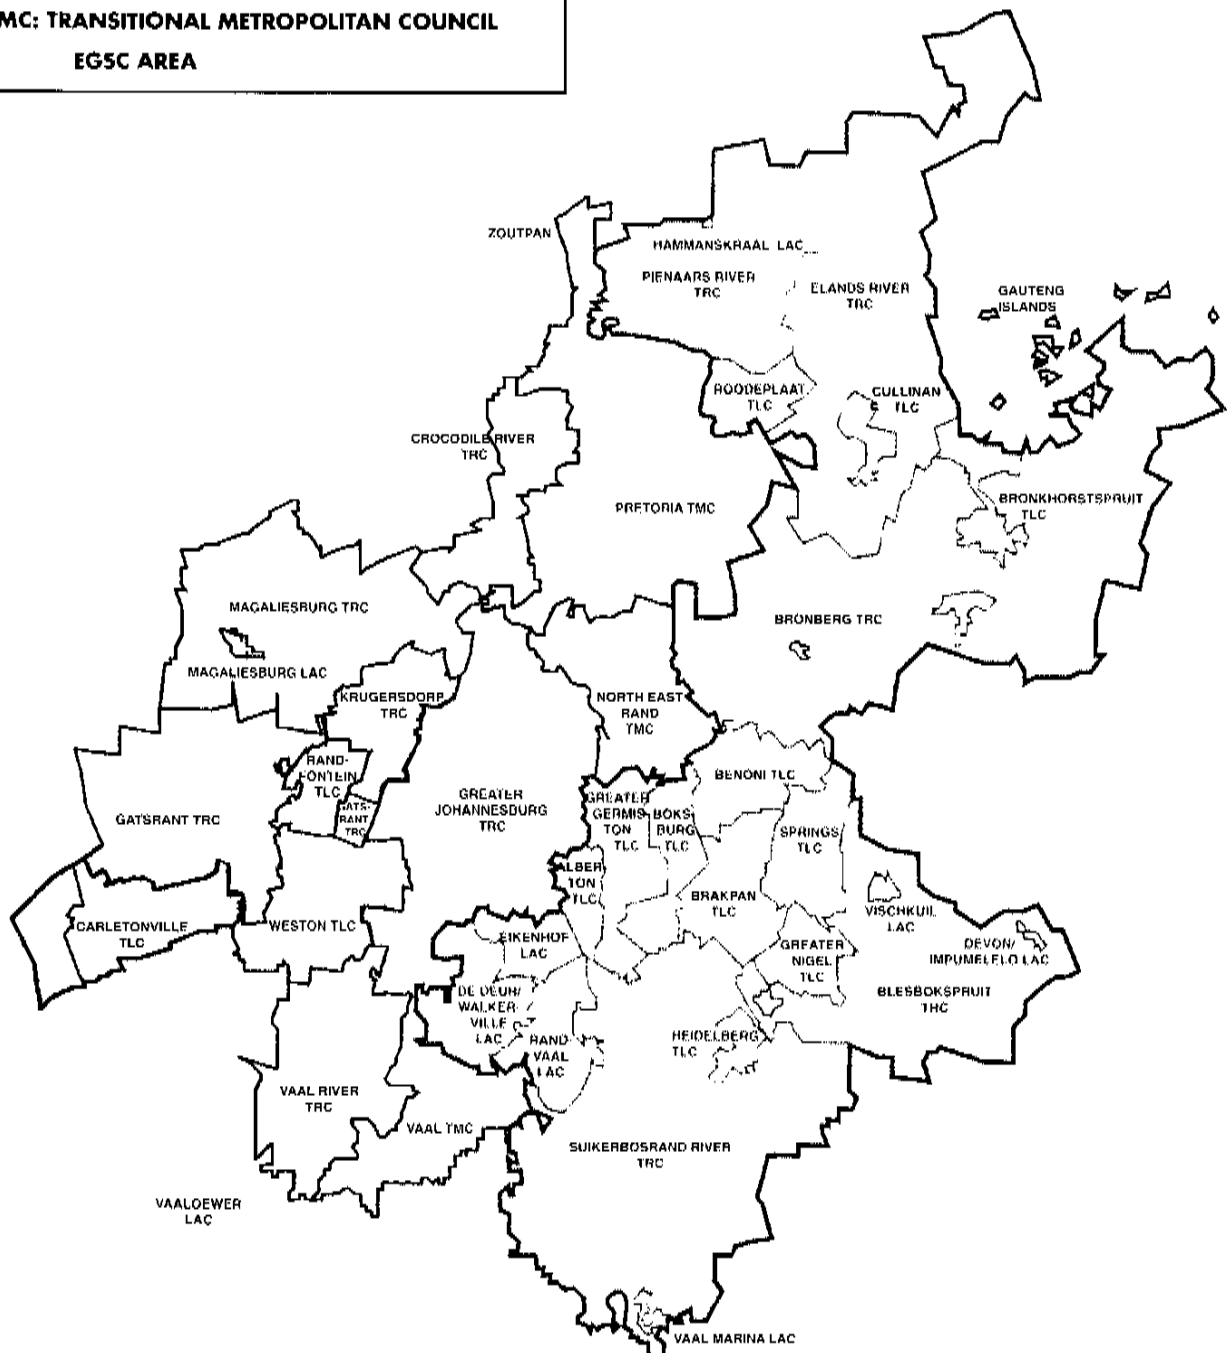 MC: TRANSITIONAL METROPOLITAN COUNCIL
EGSC AREA
ZOUTPAN
HAMMANSKRAAL LAC
PIENAARS RIVER
TRC
ELANDS RIVER
TRC
GAUTENG
ISLANDS
ROODEPLAAT
TLC
CULLINAN
TLC
CROCODILE RIVER
TRC
PRETORIA TMC
BRONKHORSTSPRUIT
TLC
MAGALIESBURG TRC
BRONBERG TRC
MAGALIESBURG LAC
KRUGERSDORP
TRC
NORTH EAST
RAND
TMC
RAND-
FONTEIN
TLC
BENONI TLC
GATSRANT TRC
GATS-
RANT
TRC
GREATER
JOHANNESBURG
TRC
GREATER
GERMIS
TON
TLC
BOKS
BURG
TLC
SPRINGS
TLC
ALBER
TON
TLC
BRAKPAN
TLC
VISCHKUIL
LAC
CARLETONVILLE
TLC
WESTON TLC
EIKENHOF
LAC
GREATER
NIGEL
TLC
DEVON/
IMPUMELELO LAC
DE DEUR/
WALKER-
VILLE
LAC
BLESBOKSPRUIT
THC
RAND-
VAAL
LAC
HEIDELBERG
TLC
VAAL RIVER
TRC
VAAL TMC
SUIKERBOSRAND RIVER
TRC
VAALOEWER
LAC
VAAL MARINA LAC